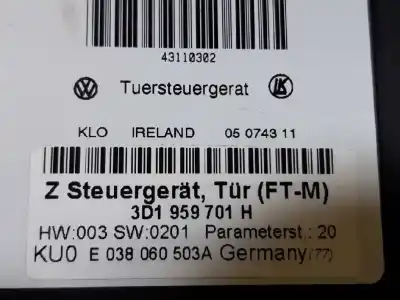 43110302
Tuersteuergerat
KLO IRELAND 05 0743 11
Z Steuergerät, Tür (FT-M)
3D1 959 701 H
HW:003 SW:0201 Parameterst.: 20
KU0 E 038 060 503A Germany(77)